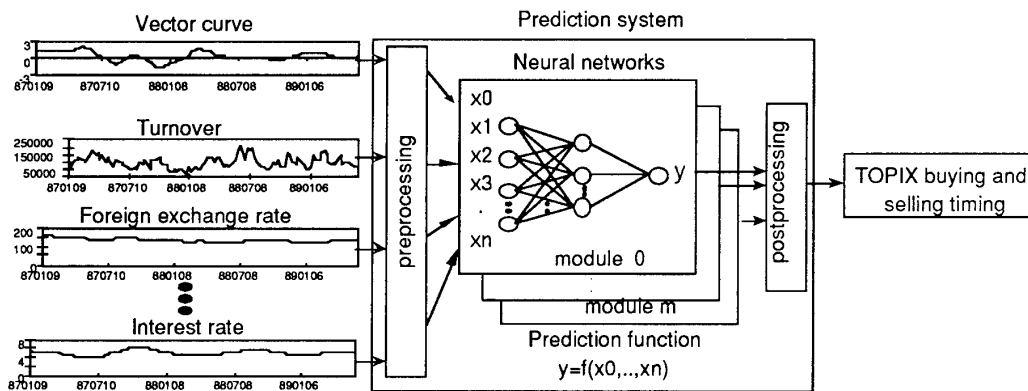 Vector curve
3
0
-3
870109 870710 880108 880708 890106
Turnover
250000
150000
50000
870109 870710 880108 880708 890106
Foreign exchange rate
200
100
0
870109 870710 880108 880708 890106
Interest rate
8
4
0
870109 870710 880108 880708 890106
Prediction system
preprocessing
Neural networks
x0
x1
x2
x3
xn
y
module 0
module m
Prediction function
y=f(x0,..,xn)
postprocessing
TOPIX buying and
selling timing